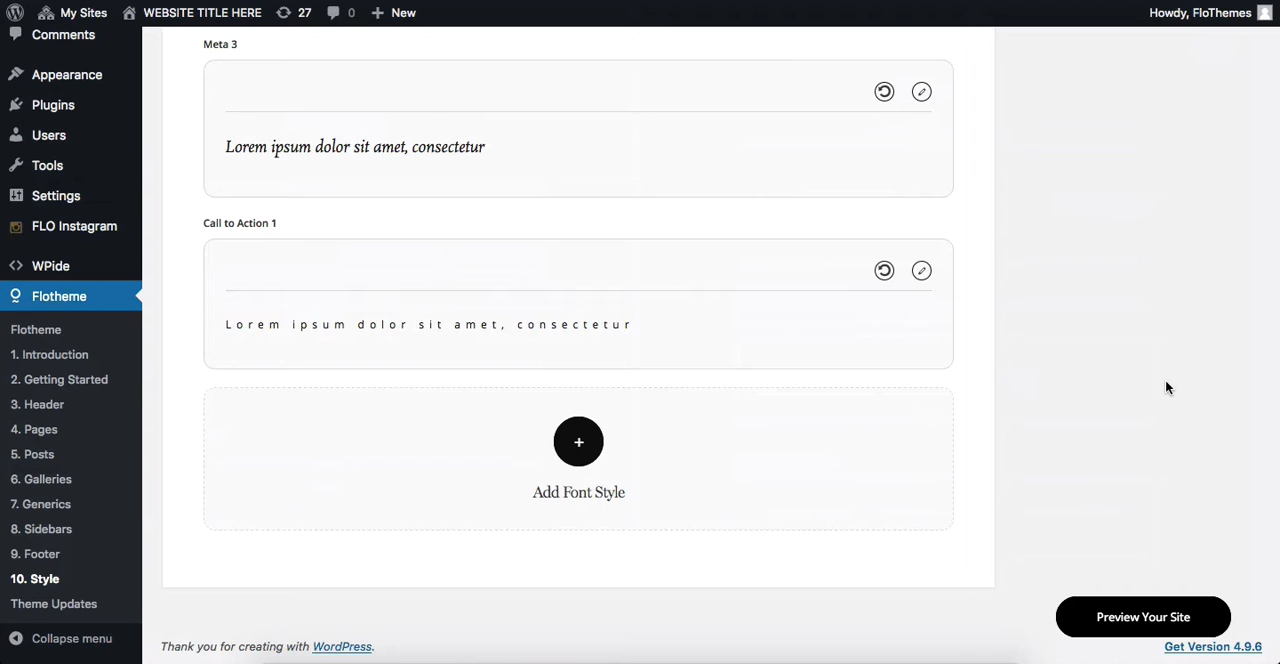 My Sites WEBSITE TITLE HERE 27 0 New Howdy, FloThemes
Comments
Appearance
Plugins
Users
Tools
Settings
FLO Instagram
WPide
Flotheme
Flotheme
1. Introduction
2. Getting Started
3. Header
4. Pages
5. Posts
6. Galleries
7. Generics
8. Sidebars
9. Footer
10. Style
Theme Updates
Collapse menu
Meta 3
Lorem ipsum dolor sit amet, consectetur
Call to Action 1
Lorem ipsum dolor sit amet, consectetur
Add Font Style
Preview Your Site
Thank you for creating with WordPress.
Get Version 4.9.6